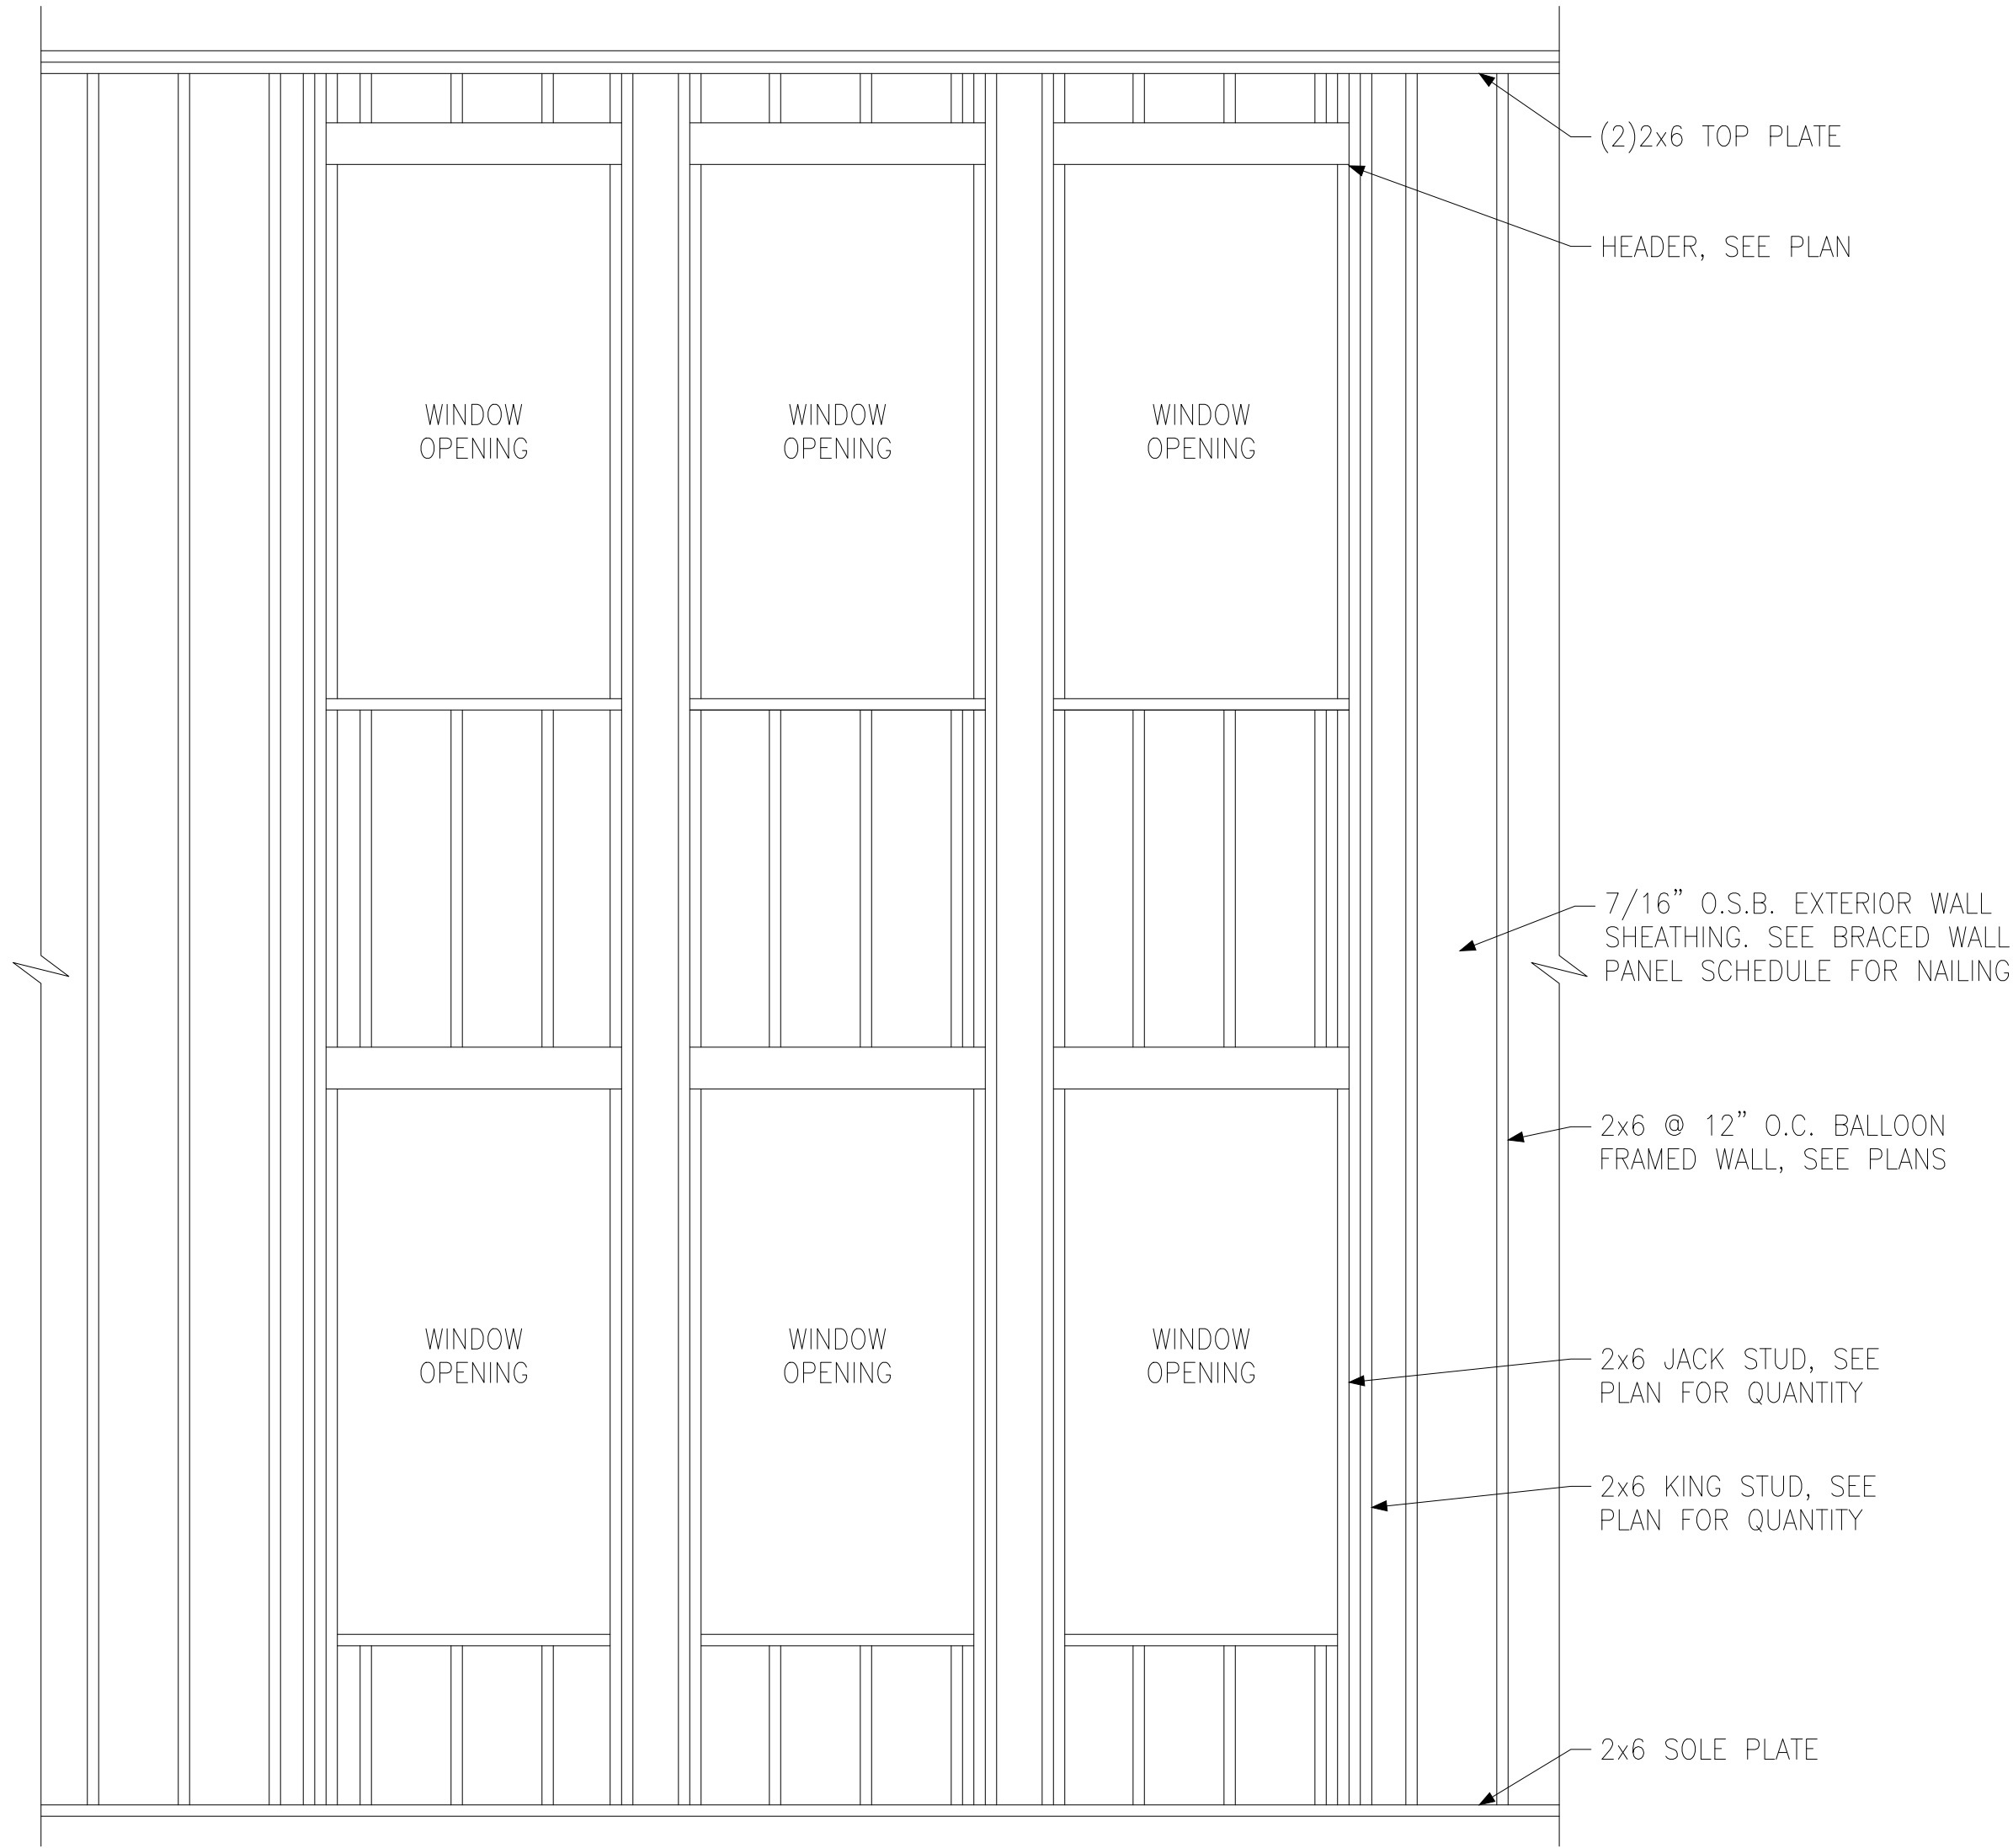 (2)2x6 TOP PLATE
HEADER, SEE PLAN
WINDOW
OPENING
WINDOW
OPENING
WINDOW
OPENING
7/16" O.S.B. EXTERIOR WALL
SHEATHING. SEE BRACED WALL
PANEL SCHEDULE FOR NAILING
2x6 @ 12" O.C. BALLOON
FRAMED WALL, SEE PLANS
WINDOW
OPENING
WINDOW
OPENING
WINDOW
OPENING
2x6 JACK STUD, SEE
PLAN FOR QUANTITY
2x6 KING STUD, SEE
PLAN FOR QUANTITY
2x6 SOLE PLATE